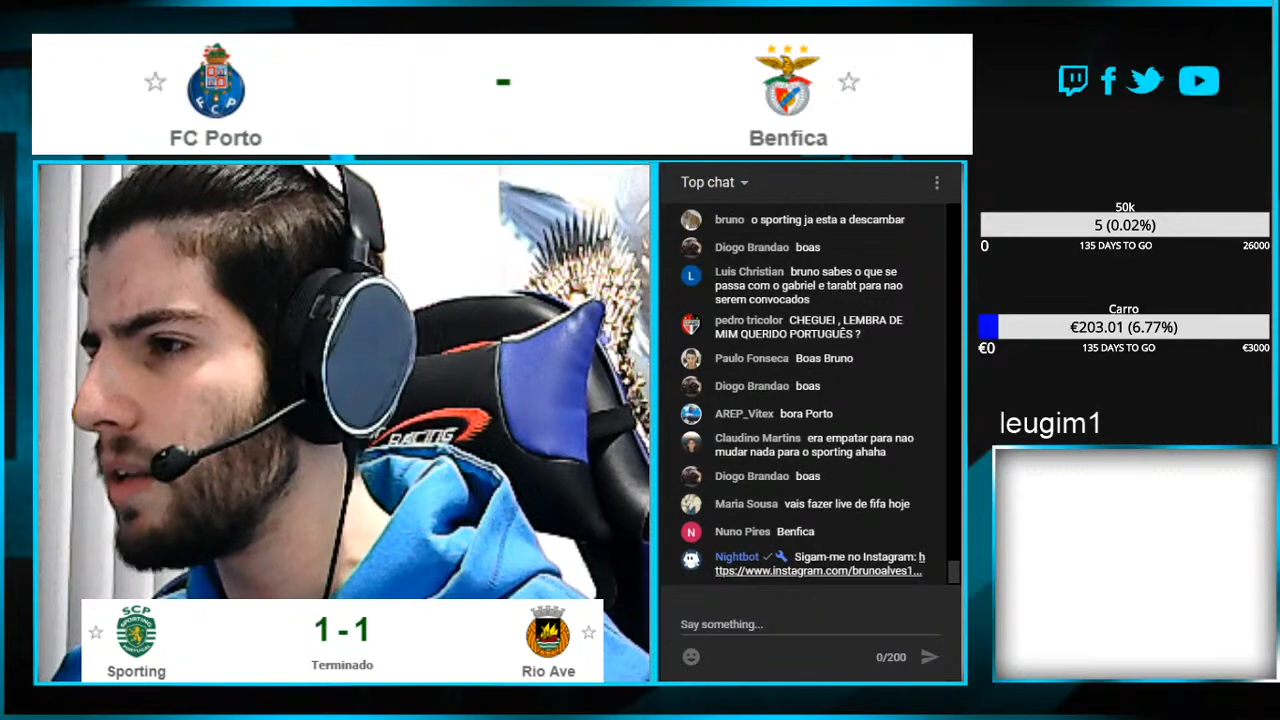 FC Porto
-
Benfica
Top chat
bruno o sporting ja esta a descambar
Diogo Brandao boas
Luis Christian bruno sabes o que se
passa com o gabriel e tarabt para nao
serem convocados
pedro tricolor CHEGUEI , LEMBRA DE
MIM QUERIDO PORTUGUÊS ?
Paulo Fonseca Boas Bruno
Diogo Brandao boas
AREP_Vitex bora Porto
Claudino Martins era empatar para nao
mudar nada para o sporting ahaha
Diogo Brandao boas
Maria Sousa vais fazer live de fifa hoje
N Nuno Pires Benfica
Nightbot Sigam-me no Instagram: h
ttps://www.instagram.com/brunoalves1...
Say something...
0/200
50k
5 (0.02%)
0 135 DAYS TO GO 26000
Carro
€203.01 (6.77%)
€0 135 DAYS TO GO €3000
leugim1
RACING
SCP
SPORTING
PORTUGAL
1 - 1
Terminado
Sporting
Rio Ave